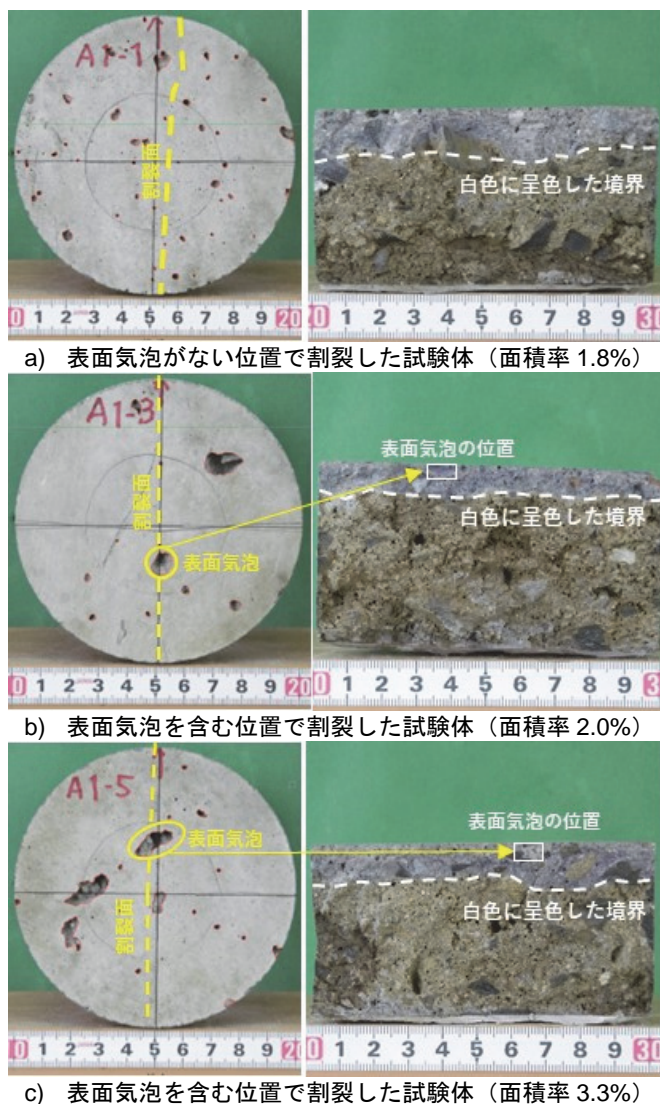 A1-1
割裂面
白色に呈色した境界
0 1 2 3 4 5 6 7 8 9 20
20 1 2 3 4 5 6 7 8 9 30
a) 表面気泡がない位置で割裂した試験体（面積率 1.8%）
A1-3
割裂面
表面気泡
表面気泡の位置
白色に呈色した境界
0 1 2 3 4 5 6 7 8 9 20
0 1 2 3 4 5 6 7 8 9 3
b) 表面気泡を含む位置で割裂した試験体（面積率 2.0%）
A1-5
表面気泡
割裂面
表面気泡の位置
白色に呈色した境界
0 1 2 3 4 5 6 7 8 9 20
0 1 2 3 4 5 6 7 8 9 30
c) 表面気泡を含む位置で割裂した試験体（面積率 3.3%）